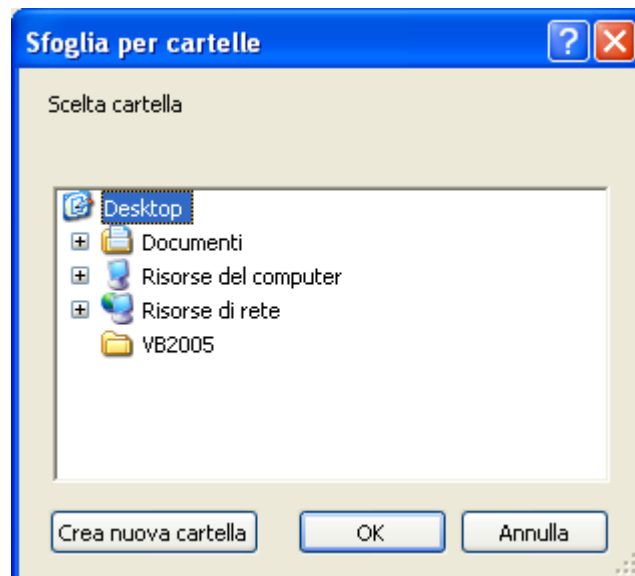 Sfoglia per cartelle
?
Scelta cartella
Desktop
Documenti
Risorse del computer
Risorse di rete
VB2005
Crea nuova cartella OK Annulla